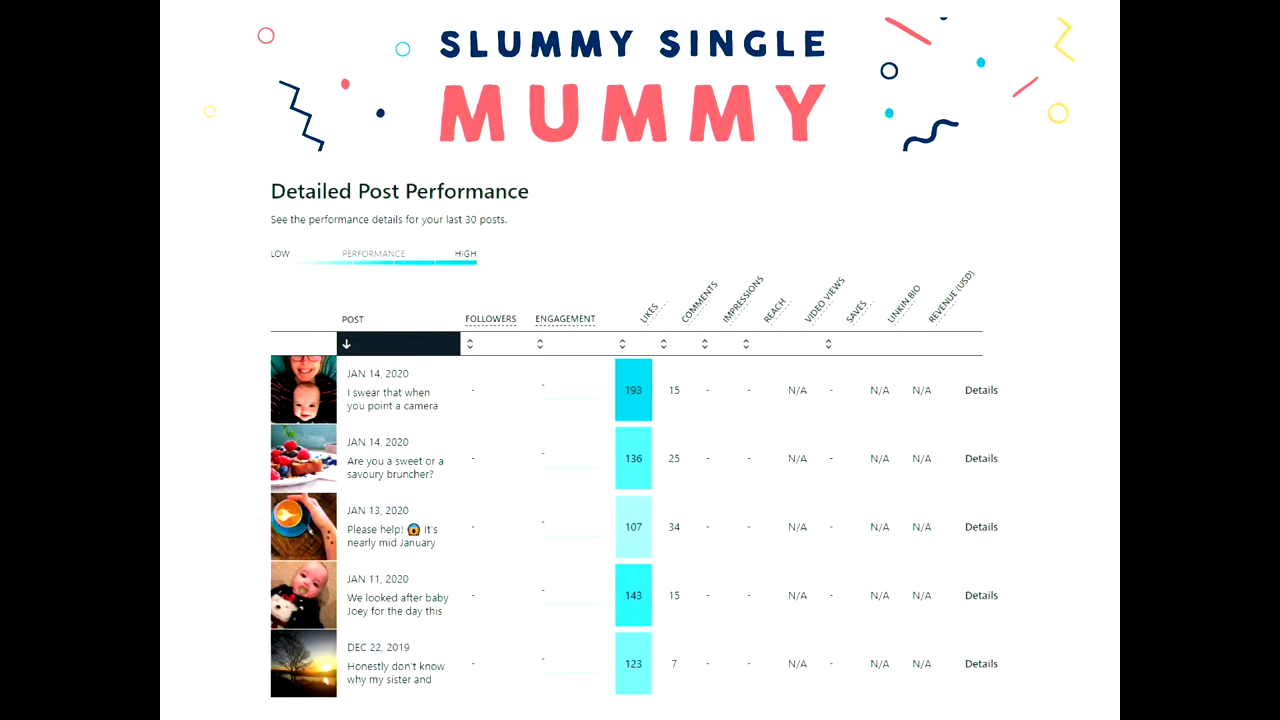 SLUMMY SINGLE
MUMMY
Detailed Post Performance
See the performance details for your last 30 posts.
LOW PERFORMANCE HIGH
POST FOLLOWERS ENGAGEMENT LIKES COMMENTS IMPRESSIONS REACH VIDEO VIEWS SAVES LINKIN.BIO REVENUE (USD)
JAN 14, 2020
I swear that when
you point a camera
- - 193 15 - - N/A - N/A N/A Details
JAN 14, 2020
Are you a sweet or a
savoury bruncher?
- - 136 25 - - N/A - N/A N/A Details
JAN 13, 2020
Please help! 😱 It's
nearly mid January
- - 107 34 - - N/A - N/A N/A Details
JAN 11, 2020
We looked after baby
Joey for the day this
- - 143 15 - - N/A - N/A N/A Details
DEC 22, 2019
Honestly don't know
why my sister and
- - 123 7 - - N/A - N/A N/A Details